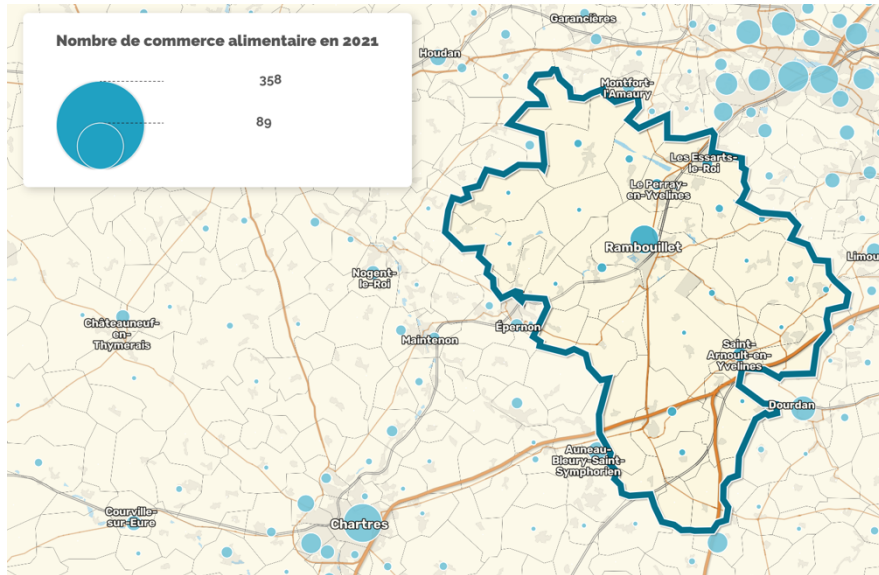 Nombre de commerce alimentaire en 2021
358
89
Garancières
Houdan
Montfort-
l'Amaury
Les Essarts-
le-Roi
Le Perray-
en-Yvelines
Rambouillet
Limou
Nogent-
le-Roi
Châteauneuf-
en-
Thymerais
Épernon
Maintenon
Saint-
Arnoult-en-
Yvelines
Dourdan
Auneau-
Bleury-Saint-
Symphorien
Courville-
sur-Eure
Chartres